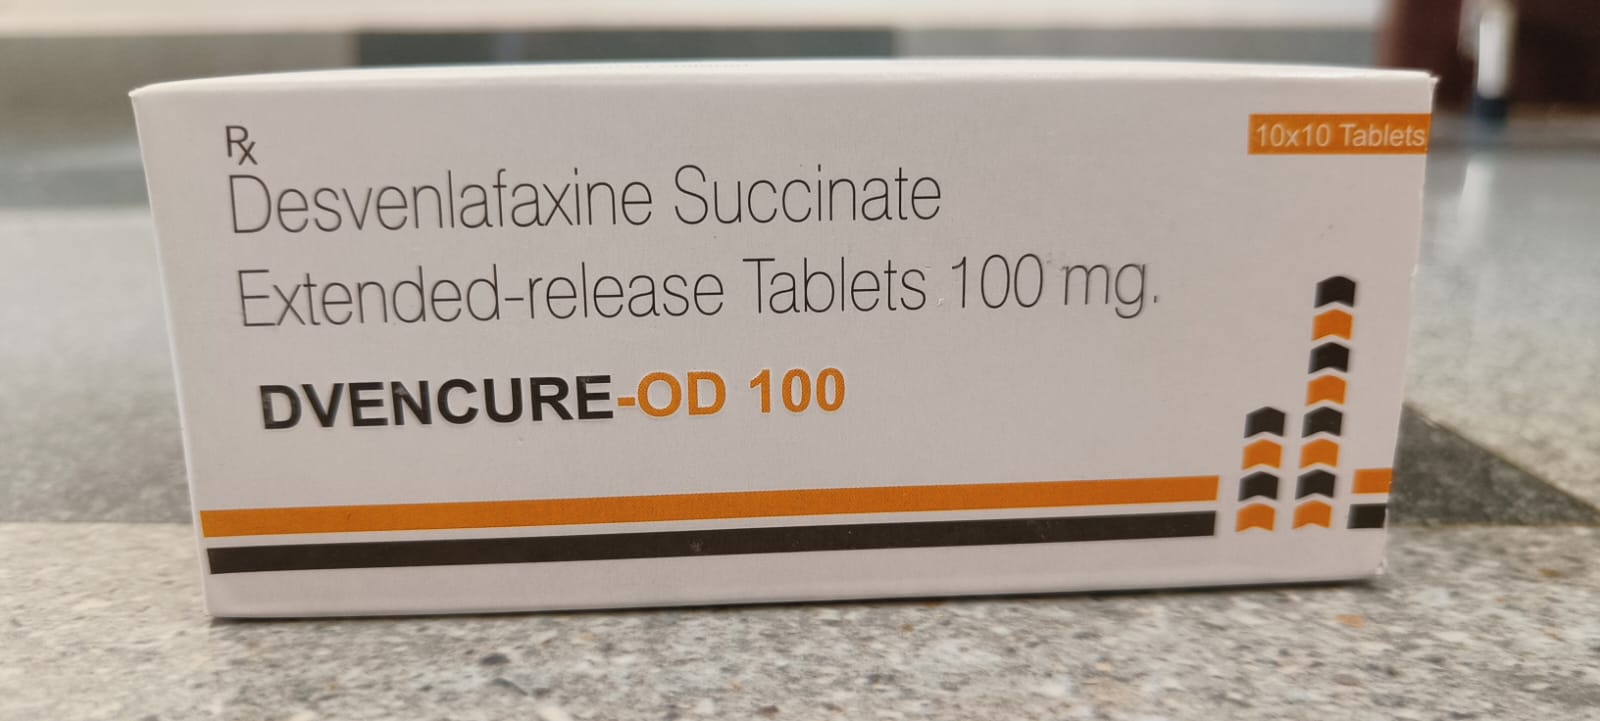 Rx
10x10 Tablets
Desvenlafaxine Succinate
Extended-release Tablets 100 mg.
DVENCURE-OD 100